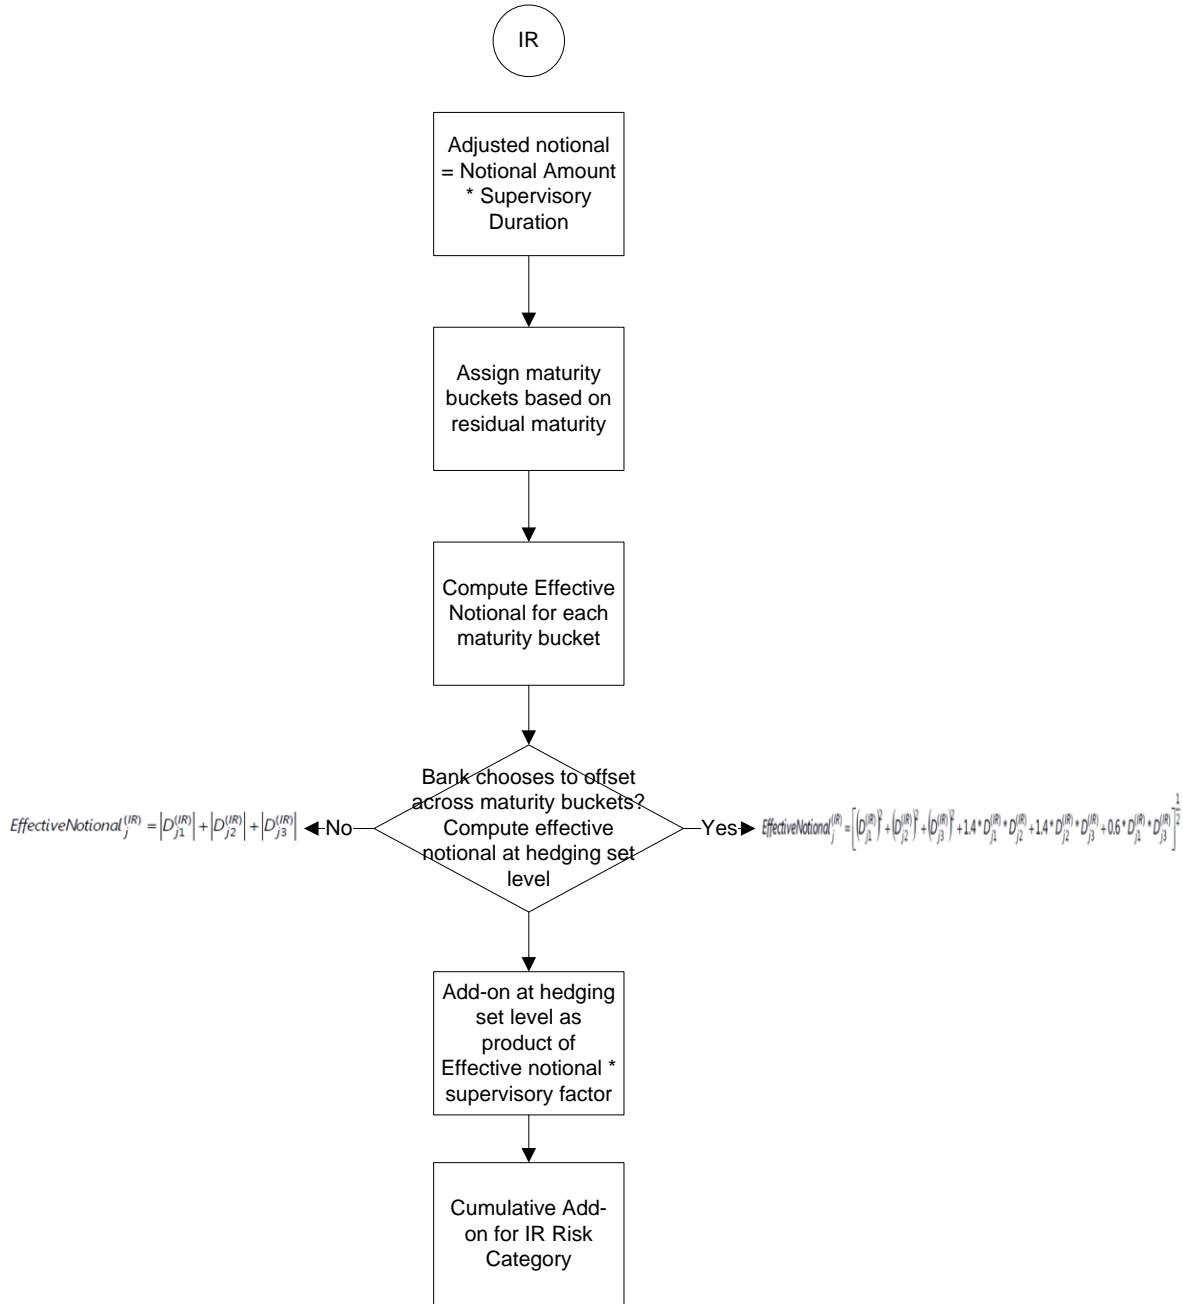 IR
Adjusted notional
= Notional Amount
* Supervisory
Duration
Assign maturity
buckets based on
residual maturity
Compute Effective
Notional for each
maturity bucket
Bank chooses to offset
across maturity buckets?
Compute effective
notional at hedging set
level
No
Yes
EffectiveNotional_j^(IR) = |D_j1^(IR)| + |D_j2^(IR)| + |D_j3^(IR)|
EffectiveNotional_j^(IR) = [(D_j1^(IR))^2 + (D_j2^(IR))^2 + (D_j3^(IR))^2 + 1.4 * D_j1^(IR) * D_j2^(IR) + 1.4 * D_j2^(IR) * D_j3^(IR) + 0.6 * D_j1^(IR) * D_j3^(IR)]^1/2
Add-on at hedging
set level as
product of
Effective notional *
supervisory factor
Cumulative Add-
on for IR Risk
Category